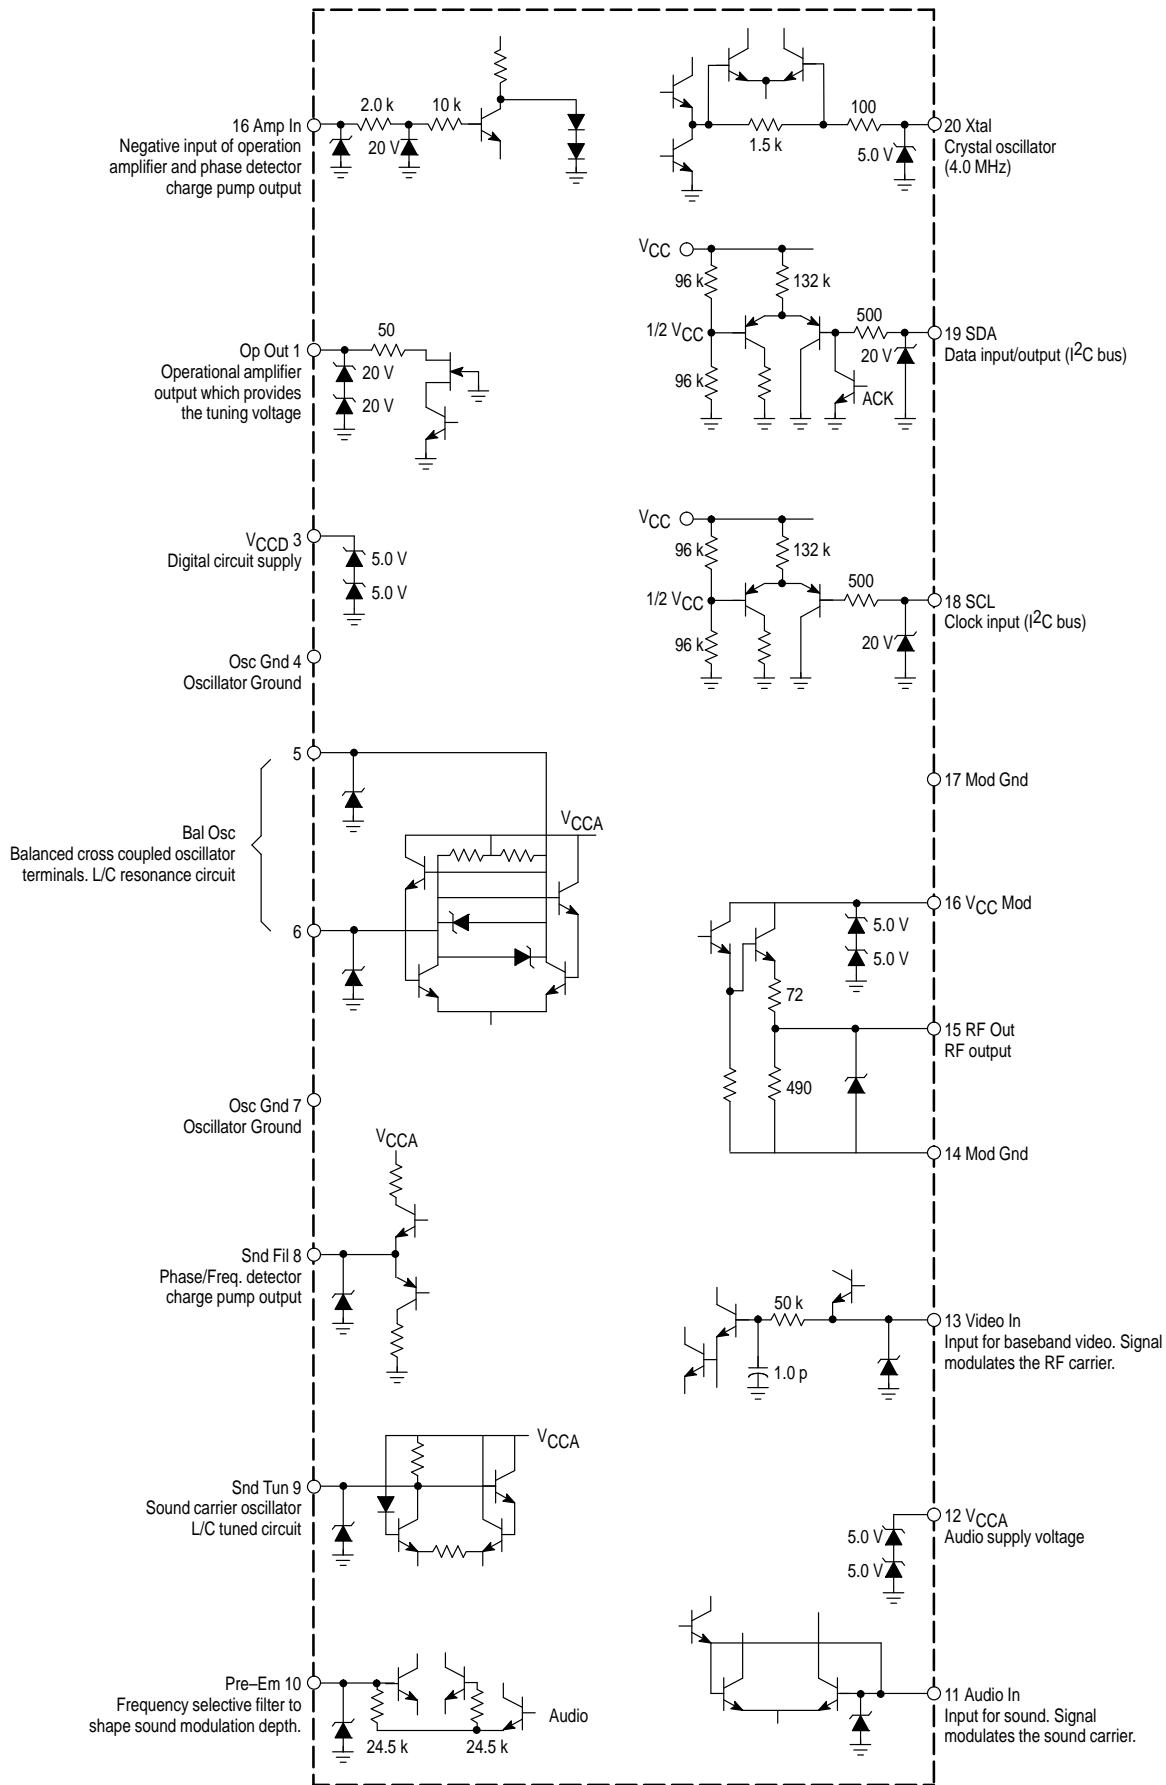 16 Amp In
Negative input of operation
amplifier and phase detector
charge pump output
2.0 k
10 k
20 V
100
1.5 k
5.0 V
20 Xtal
Crystal oscillator
(4.0 MHz)
Op Out 1
Operational amplifier
output which provides
the tuning voltage
50
20 V
20 V
VCC
96 k
132 k
1/2 VCC
96 k
500
20 V
ACK
19 SDA
Data input/output (I2C bus)
VCCD 3
Digital circuit supply
5.0 V
5.0 V
VCC
96 k
132 k
1/2 VCC
96 k
500
20 V
18 SCL
Clock input (I2C bus)
Osc Gnd 4
Oscillator Ground
5
17 Mod Gnd
Bal Osc
Balanced cross coupled oscillator
terminals. L/C resonance circuit
VCCA
6
16 VCC Mod
5.0 V
5.0 V
72
15 RF Out
RF output
490
14 Mod Gnd
Osc Gnd 7
Oscillator Ground
VCCA
Snd Fil 8
Phase/Freq. detector
charge pump output
50 k
1.0 p
13 Video In
Input for baseband video. Signal
modulates the RF carrier.
VCCA
Snd Tun 9
Sound carrier oscillator
L/C tuned circuit
12 VCCA
Audio supply voltage
5.0 V
5.0 V
Pre–Em 10
Frequency selective filter to
shape sound modulation depth.
24.5 k
24.5 k
Audio
11 Audio In
Input for sound. Signal
modulates the sound carrier.